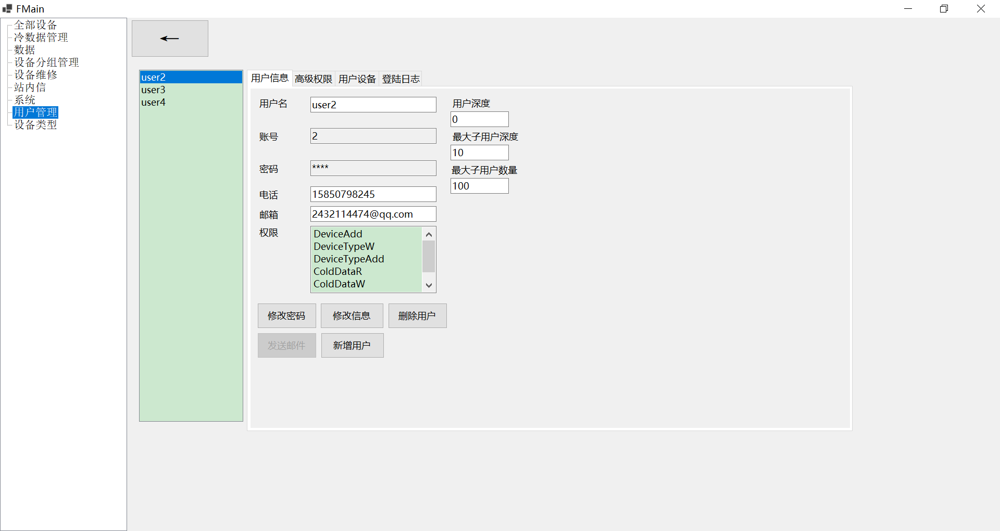 FMain
全部设备
冷数据管理
数据
设备分组管理
设备维修
站内信
系统
用户管理
设备类型
←
user2
user3
user4
用户信息 高级权限 用户设备 登陆日志
用户名 user2
账号 2
密码 ****
电话 15850798245
邮箱 2432114474@qq.com
权限
DeviceAdd
DeviceTypeW
DeviceTypeAdd
ColdDataR
ColdDataW
用户深度
0
最大子用户深度
10
最大子用户数量
100
修改密码 修改信息 删除用户
发送邮件 新增用户